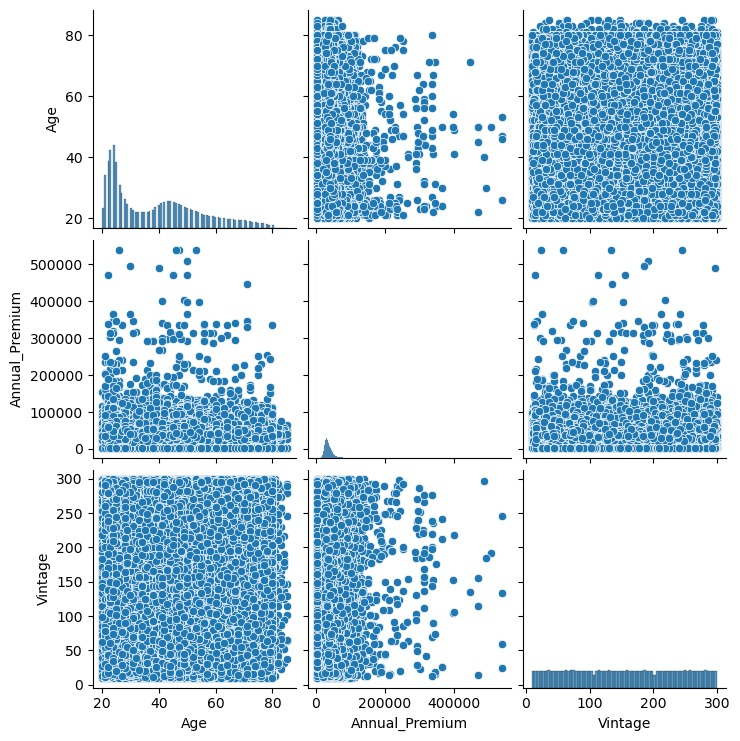 80
60
40
20
Age
500000
400000
300000
200000
100000
0
Annual_Premium
300
250
200
150
100
50
0
Vintage
20 40 60 80
0 200000 400000
0 100 200 300
Age
Annual_Premium
Vintage